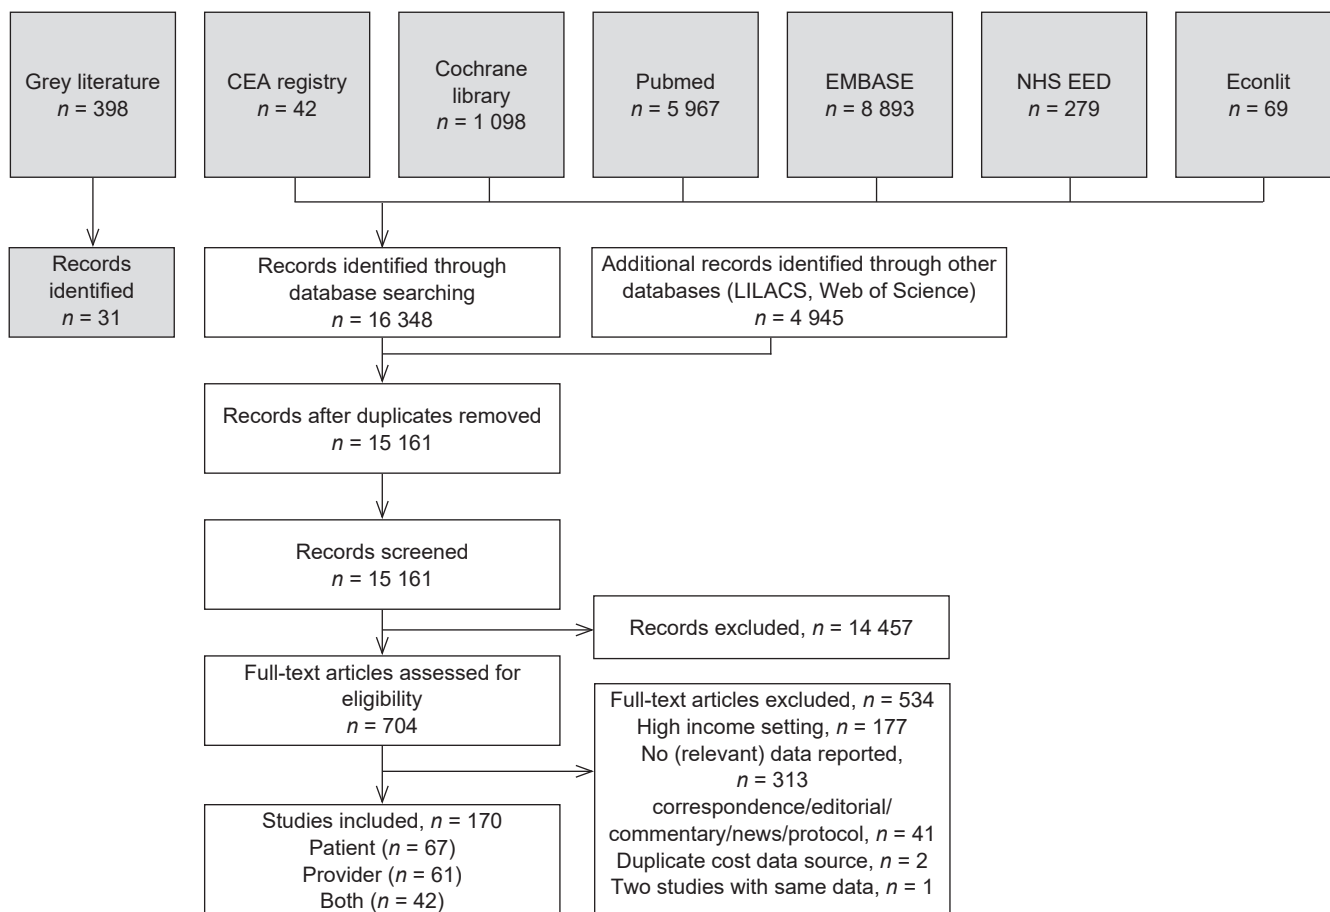 Grey literature
n = 398
CEA registry
n = 42
Cochrane
library
n = 1 098
Pubmed
n = 5 967
EMBASE
n = 8 893
NHS EED
n = 279
Econlit
n = 69
Records
identified
n = 31
Records identified through
database searching
n = 16 348
Additional records identified through other
databases (LILACS, Web of Science)
n = 4 945
Records after duplicates removed
n = 15 161
Records screened
n = 15 161
Records excluded, n = 14 457
Full-text articles assessed for
eligibility
n = 704
Full-text articles excluded, n = 534
High income setting, n = 177
No (relevant) data reported,
n = 313
correspondence/editorial/
commentary/news/protocol, n = 41
Duplicate cost data source, n = 2
Two studies with same data, n = 1
Studies included, n = 170
Patient (n = 67)
Provider (n = 61)
Both (n = 42)